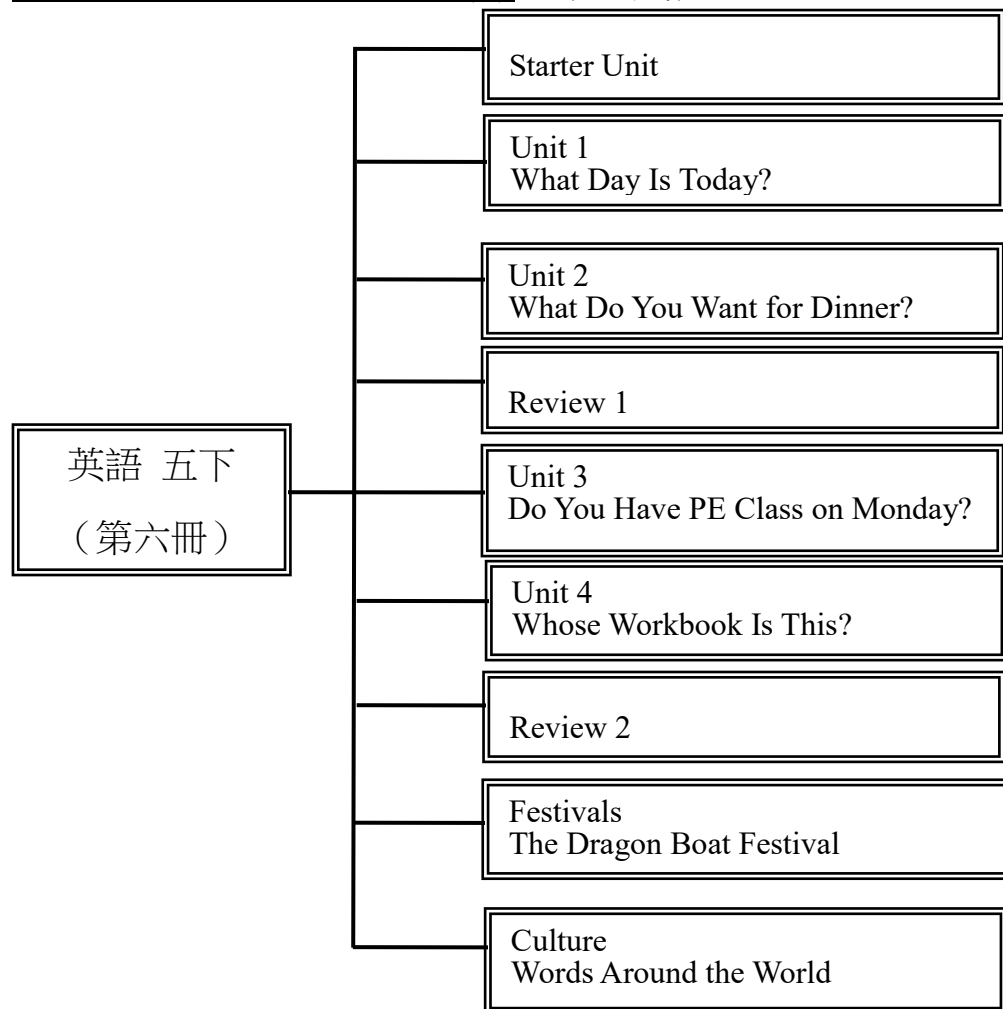 Starter Unit
Unit 1
What Day Is Today?
Unit 2
What Do You Want for Dinner?
Review 1
英語 五下
（第六冊）
Unit 3
Do You Have PE Class on Monday?
Unit 4
Whose Workbook Is This?
Review 2
Festivals
The Dragon Boat Festival
Culture
Words Around the World